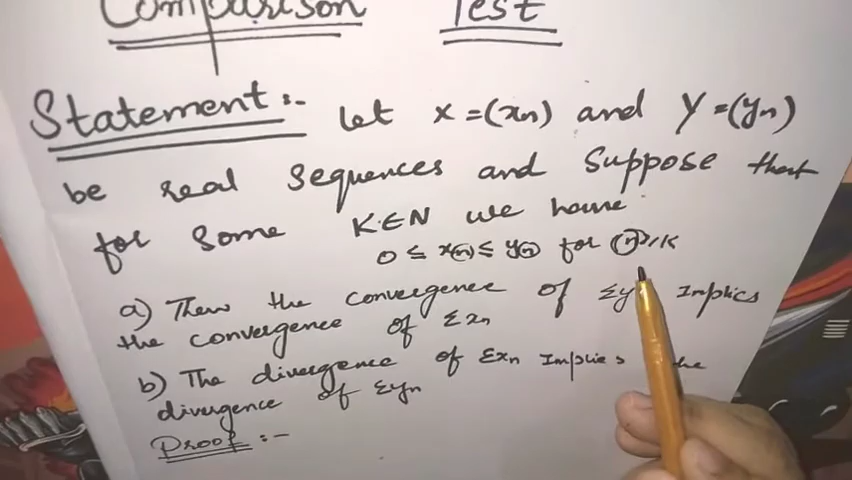 Comparison Test
Statement:- Let X = (xn) and Y = (yn)
be real sequences and Suppose that
for some K∈N we have
0 ≤ x(n) ≤ y(n) for (n) ≥ K
a) Then the convergence of Σyn Implies
the convergence of Σxn
b) The divergence of Σxn Implies the
divergence of Σyn
Proof :-